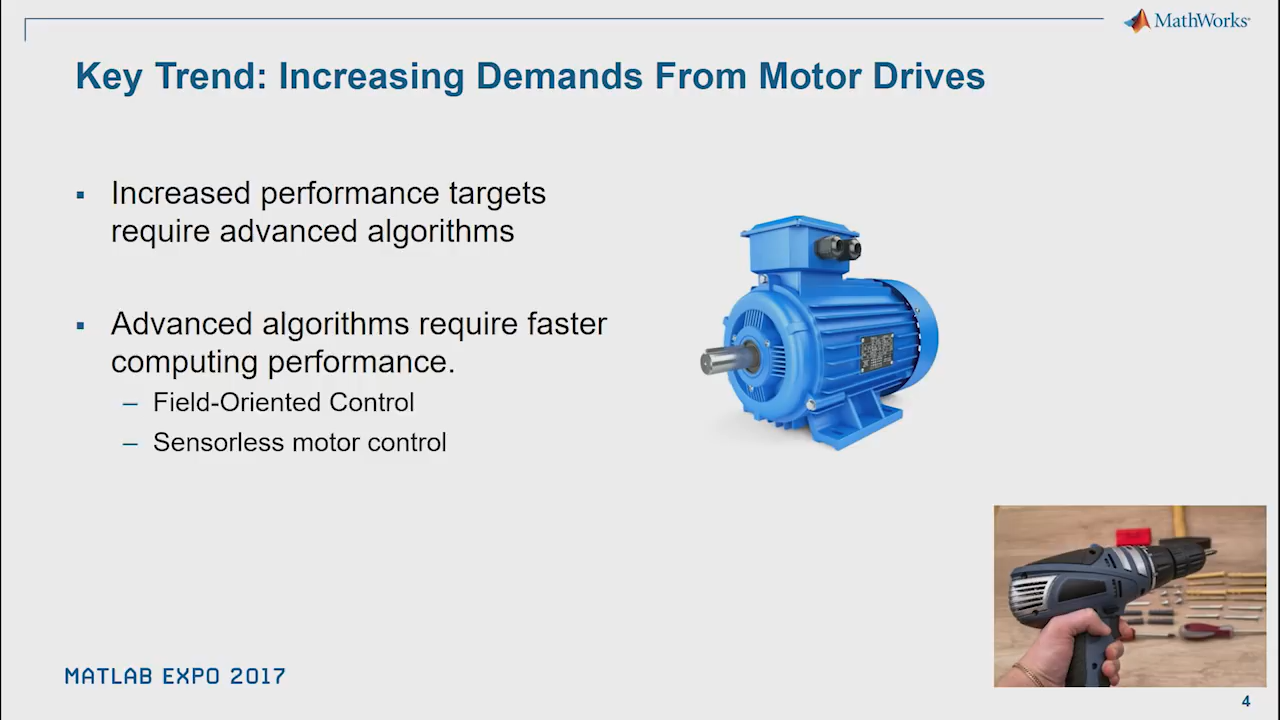 MathWorks
Key Trend: Increasing Demands From Motor Drives
▪ Increased performance targets
require advanced algorithms
▪ Advanced algorithms require faster
computing performance.
– Field-Oriented Control
– Sensorless motor control
MATLAB EXPO 2017
4